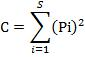 C = ∑_{i=1}^{S} (Pi)²